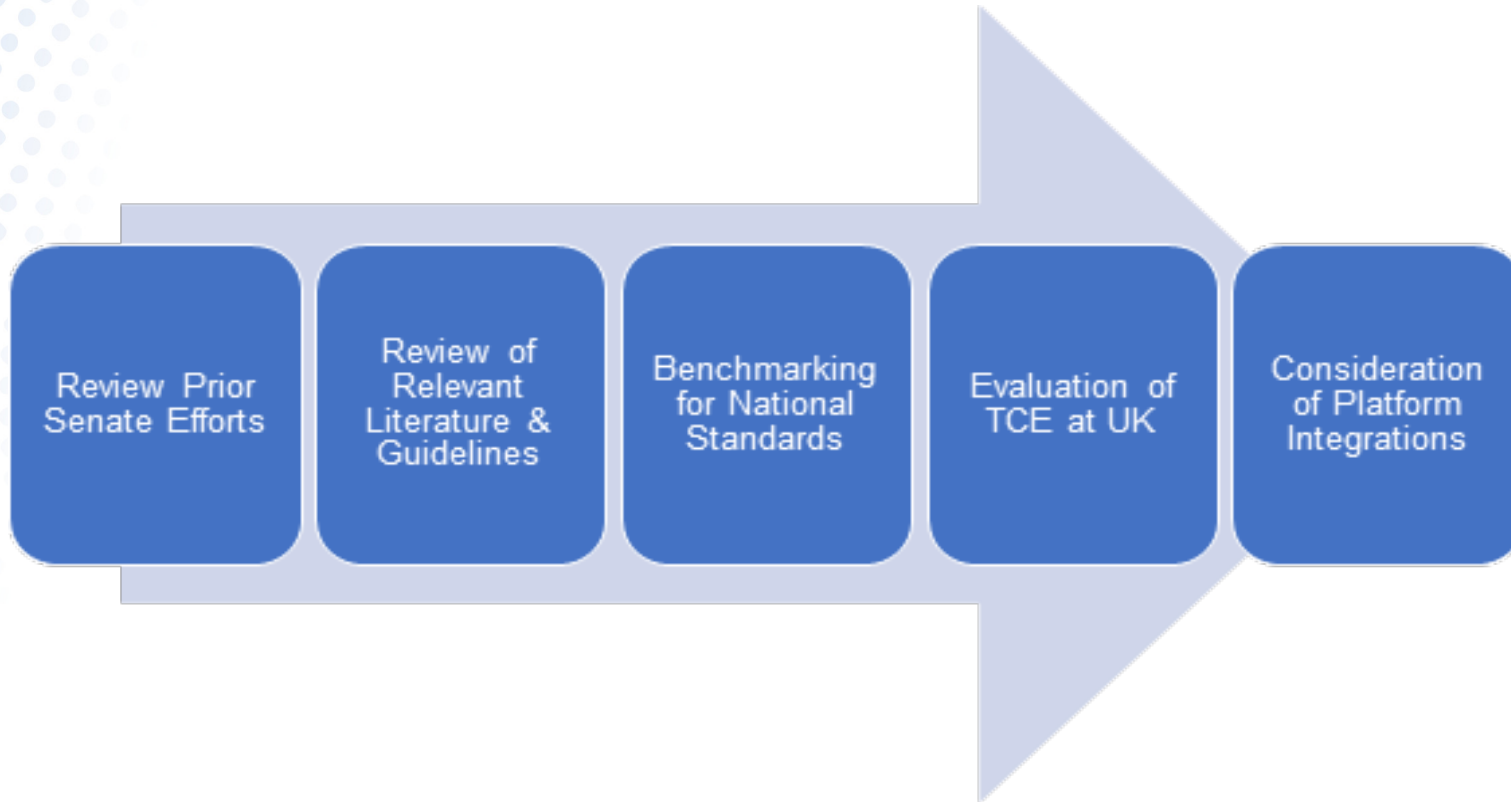 Review Prior
Senate Efforts
Review of
Relevant
Literature &
Guidelines
Benchmarking
for National
Standards
Evaluation of
TCE at UK
Consideration
of Platform
Integrations